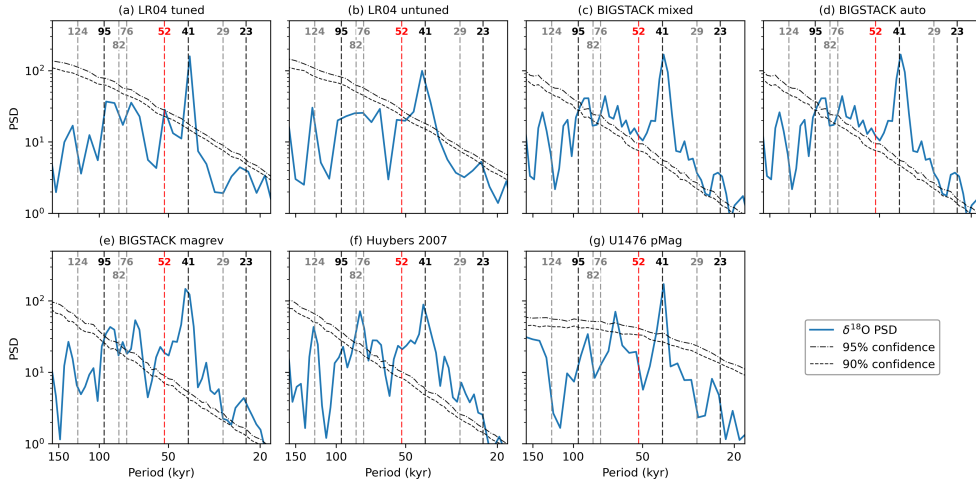 (a) LR04 tuned
(b) LR04 untuned
(c) BIGSTACK mixed
(d) BIGSTACK auto
124 95 82 76 52 41 29 23
124 95 82 76 52 41 29 23
124 95 82 76 52 41 29 23
124 95 82 76 52 41 29 23
PSD
10²
10¹
10⁰
(e) BIGSTACK magrev
(f) Huybers 2007
(g) U1476 pMag
124 95 82 76 52 41 29 23
124 95 82 76 52 41 29 23
124 95 82 76 52 41 29 23
PSD
10²
10¹
10⁰
150 100 50 20
150 100 50 20
150 100 50 20
Period (kyr)
Period (kyr)
Period (kyr)
δ¹⁸O PSD
95% confidence
90% confidence